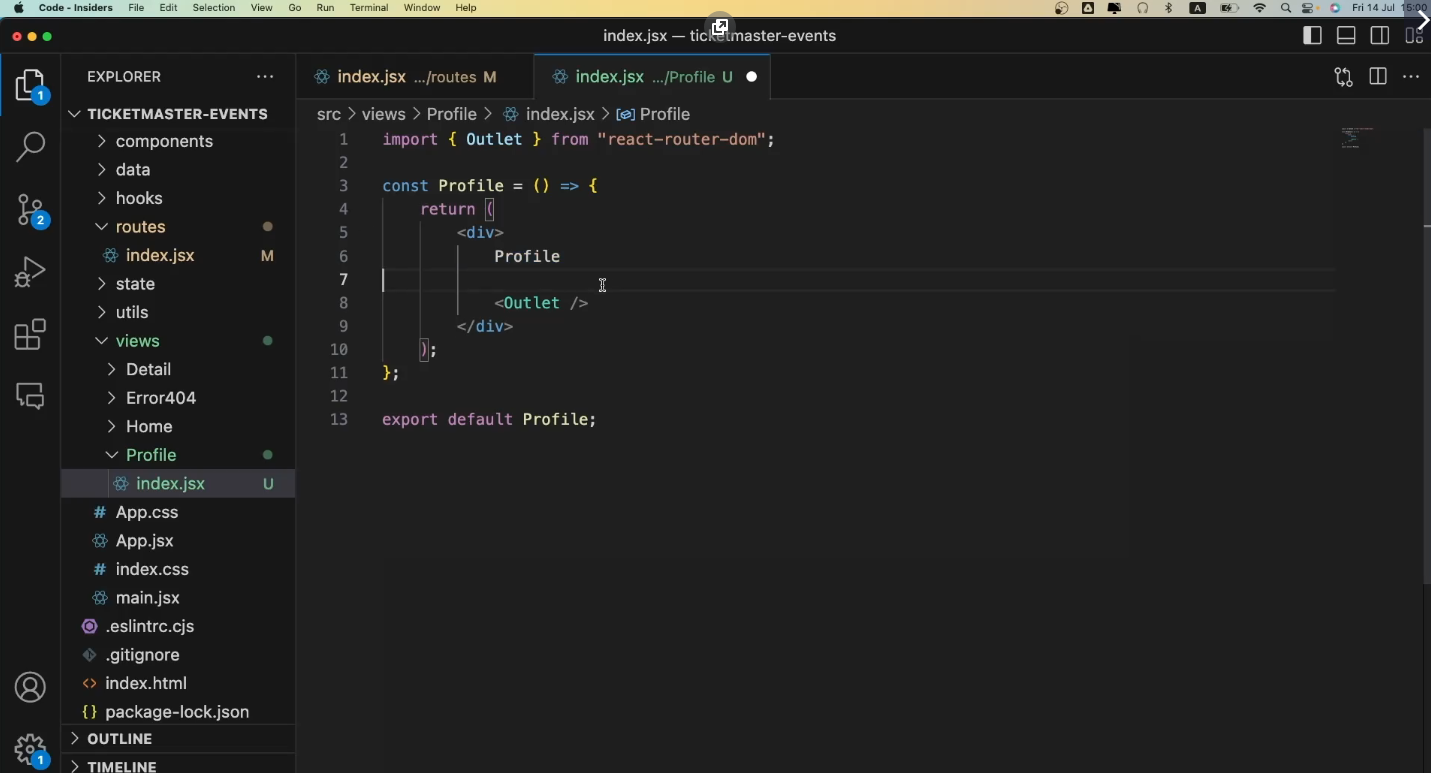 Code - Insiders File Edit Selection View Go Run Terminal Window Help A Fri 14 Jul 15:00
index.jsx — ticketmaster-events
EXPLORER ...
index.jsx .../routes M
index.jsx .../Profile U
src > views > Profile > index.jsx > Profile
TICKETMASTER-EVENTS
components
data
hooks
routes
index.jsx M
state
utils
views
Detail
Error404
Home
Profile
index.jsx U
# App.css
App.jsx
# index.css
main.jsx
.eslintrc.cjs
.gitignore
<> index.html
{} package-lock.json
OUTLINE
TIMELINE
1
2
1
1 import { Outlet } from "react-router-dom";
2
3 const Profile = () => {
4 return (
5 <div>
6 Profile
7
8 <Outlet />
9 </div>
10 );
11 };
12
13 export default Profile;